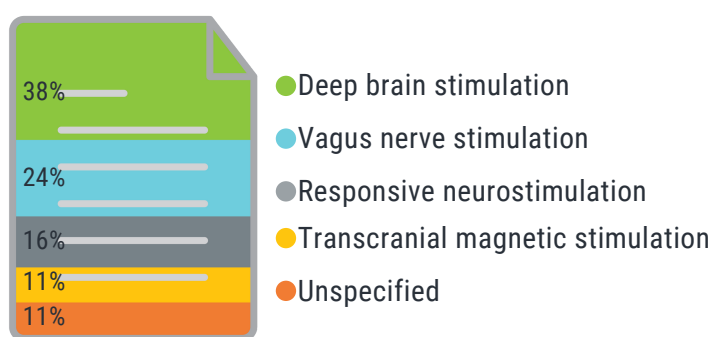 38%
Deep brain stimulation
Vagus nerve stimulation
24%
Responsive neurostimulation
16%
Transcranial magnetic stimulation
11%
Unspecified
11%